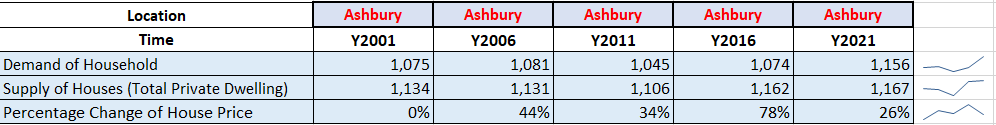 Location Ashbury Ashbury Ashbury Ashbury Ashbury
Time Y2001 Y2006 Y2011 Y2016 Y2021
Demand of Household 1,075 1,081 1,045 1,074 1,156
Supply of Houses (Total Private Dwelling) 1,134 1,131 1,106 1,162 1,167
Percentage Change of House Price 0% 44% 34% 78% 26%